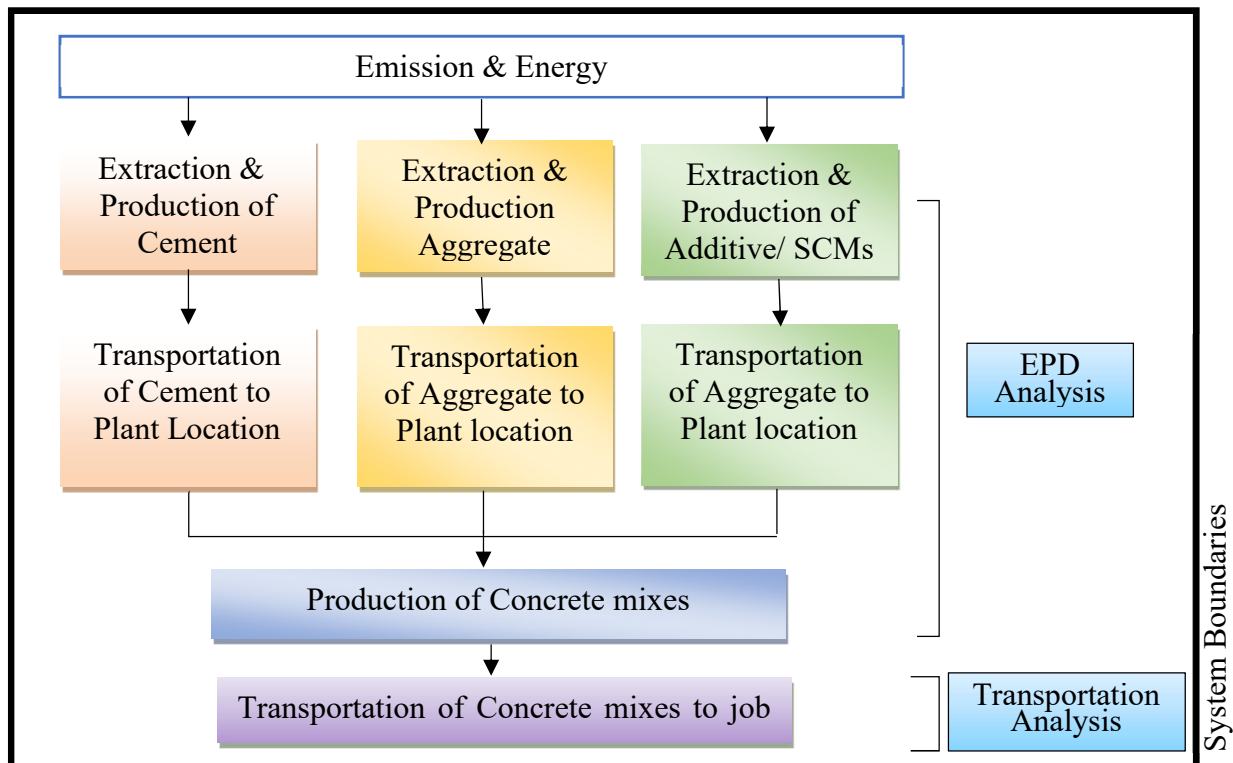 Emission & Energy
Extraction &
Production of
Cement
Extraction &
Production
Aggregate
Extraction &
Production of
Additive/ SCMs
Transportation
of Cement to
Plant Location
Transportation
of Aggregate to
Plant location
Transportation
of Aggregate to
Plant location
EPD
Analysis
Production of Concrete mixes
Transportation of Concrete mixes to job
Transportation
Analysis
System Boundaries